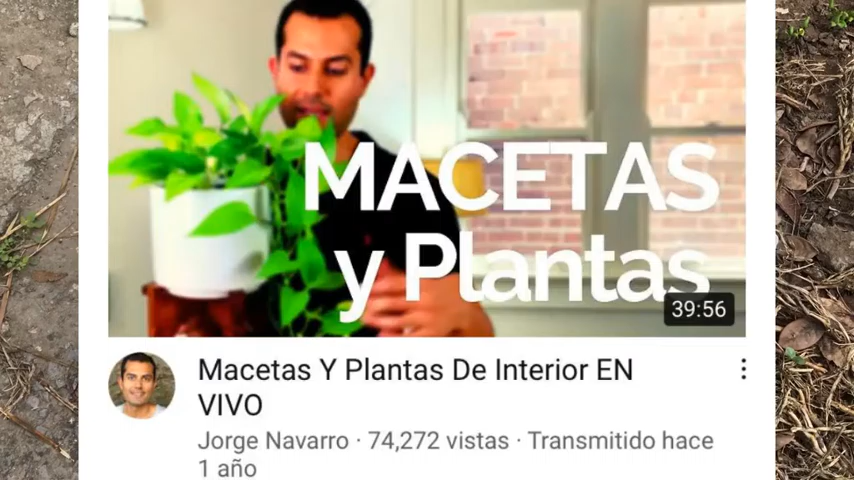 MACETAS
y Plantas
39:56
Macetas Y Plantas De Interior EN
VIVO
Jorge Navarro · 74,272 vistas · Transmitido hace
1 año